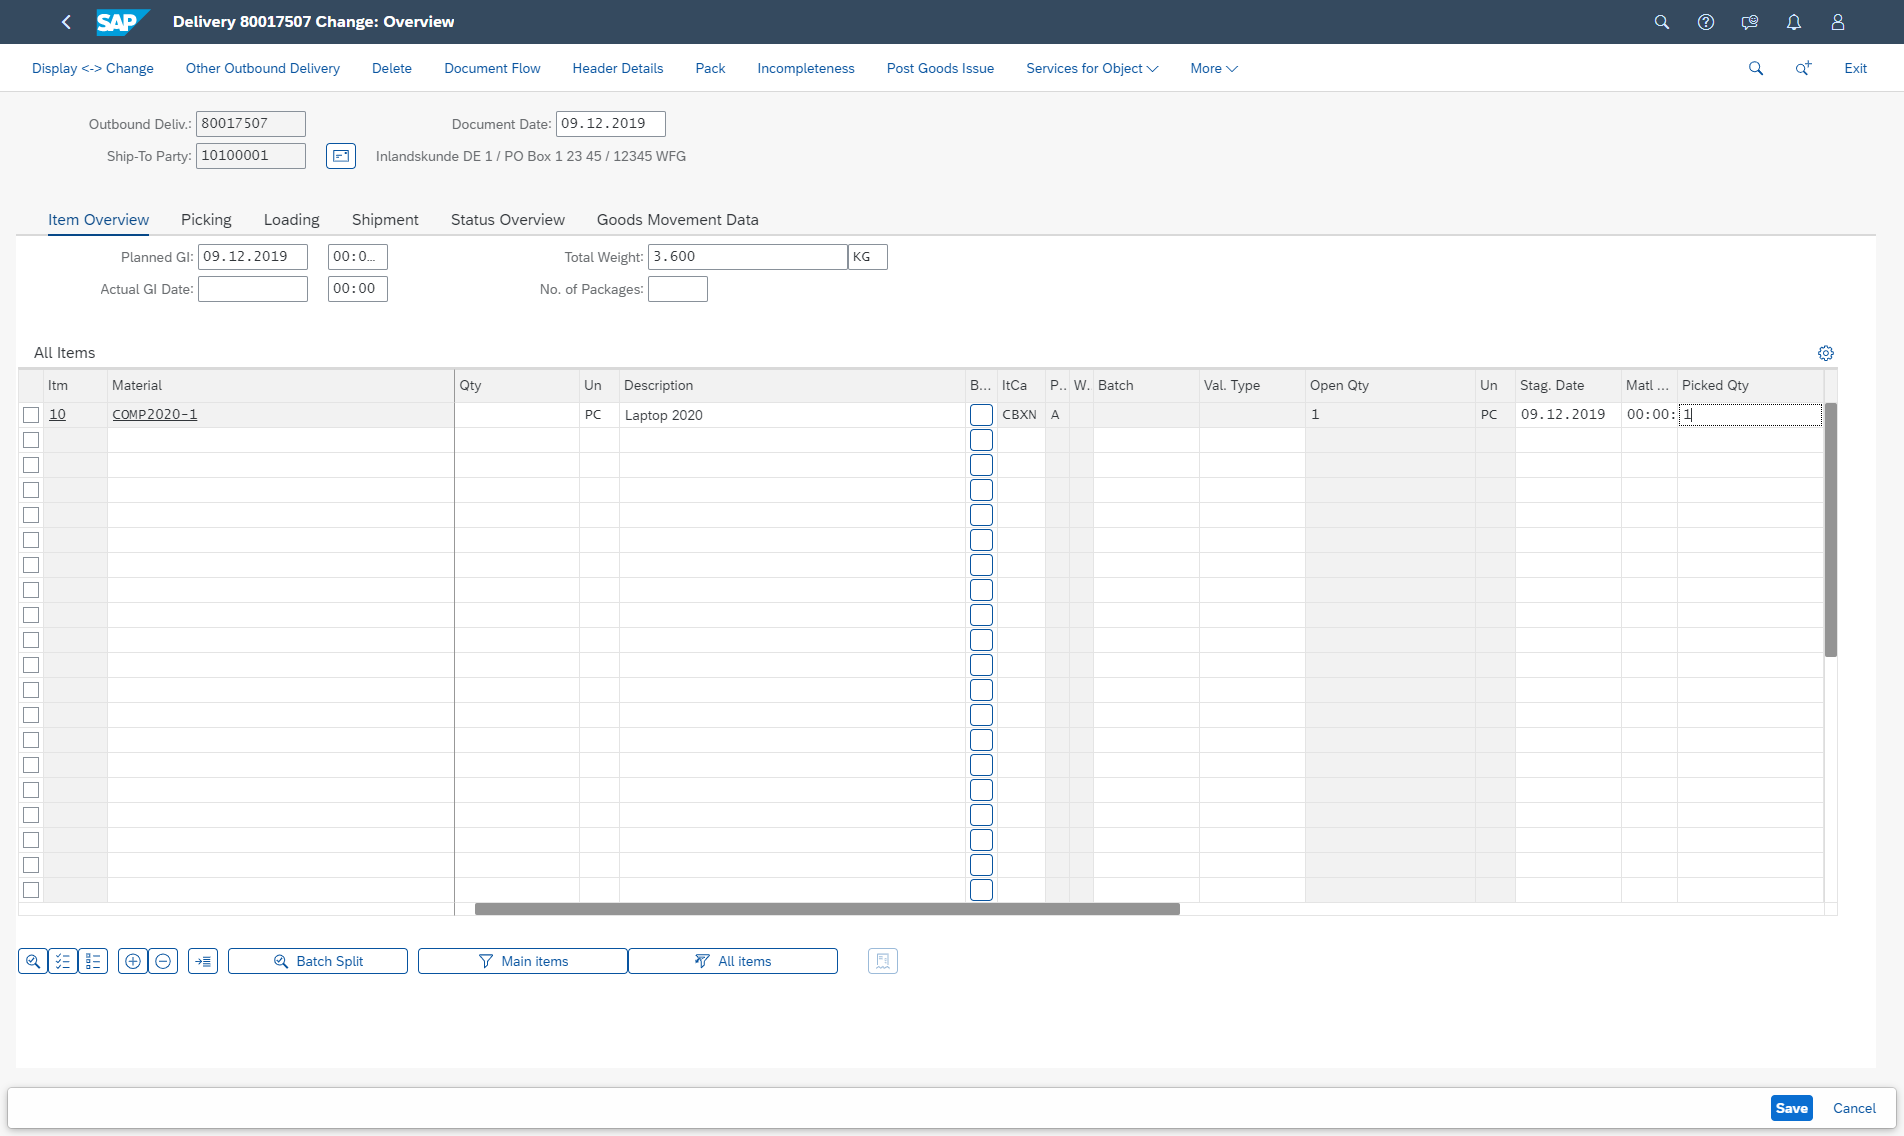 SAP Delivery 80017507 Change: Overview
Display <-> Change Other Outbound Delivery Delete Document Flow Header Details Pack Incompleteness Post Goods Issue Services for Object More Exit
Outbound Deliv.: 80017507 Document Date: 09.12.2019
Ship-To Party: 10100001 Inlandskunde DE 1 / PO Box 1 23 45 / 12345 WFG
Item Overview Picking Loading Shipment Status Overview Goods Movement Data
Planned GI: 09.12.2019 00:0... Total Weight: 3.600 KG
Actual GI Date: 00:00 No. of Packages:
All Items
Itm Material Qty Un Description B... ItCa P.. W. Batch Val. Type Open Qty Un Stag. Date Matl ... Picked Qty
10 COMP2020-1 PC Laptop 2020 CBXN A 1 PC 09.12.2019 00:00: 1
Batch Split Main items All items
Save Cancel